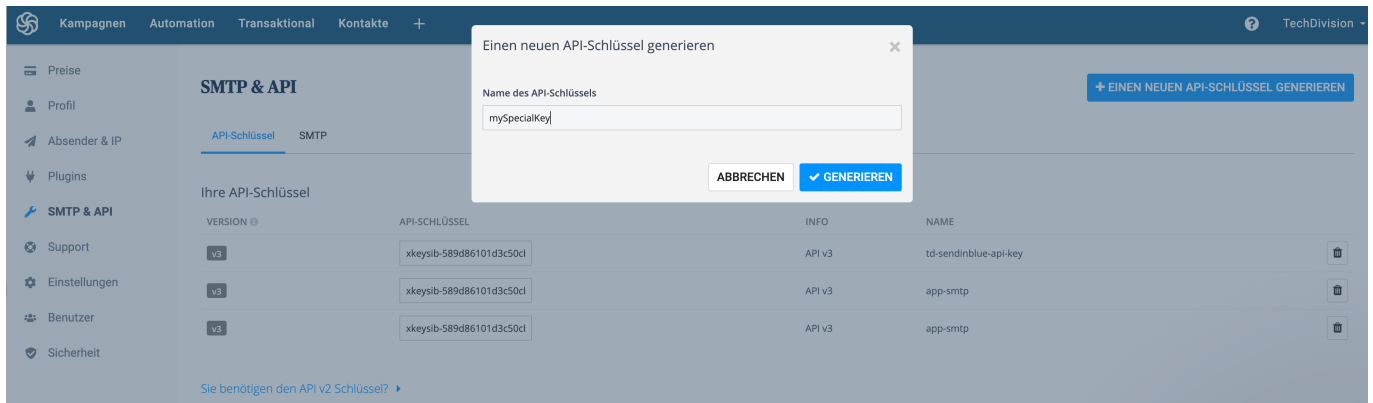 Kampagnen Automation Transaktional Kontakte + TechDivision
Einen neuen API-Schlüssel generieren
Name des API-Schlüssels
mySpecialKey
ABBRECHEN GENERIEREN
Preise
Profil
Absender & IP
Plugins
SMTP & API
Support
Einstellungen
Benutzer
Sicherheit
SMTP & API
+ EINEN NEUEN API-SCHLÜSSEL GENERIEREN
API-Schlüssel SMTP
Ihre API-Schlüssel
VERSION API-SCHLÜSSEL INFO NAME
v3 xkeysib-589d86101d3c50cl API v3 td-sendinblue-api-key
v3 xkeysib-589d86101d3c50cl API v3 app-smtp
v3 xkeysib-589d86101d3c50cl API v3 app-smtp
Sie benötigen den API v2 Schlüssel?